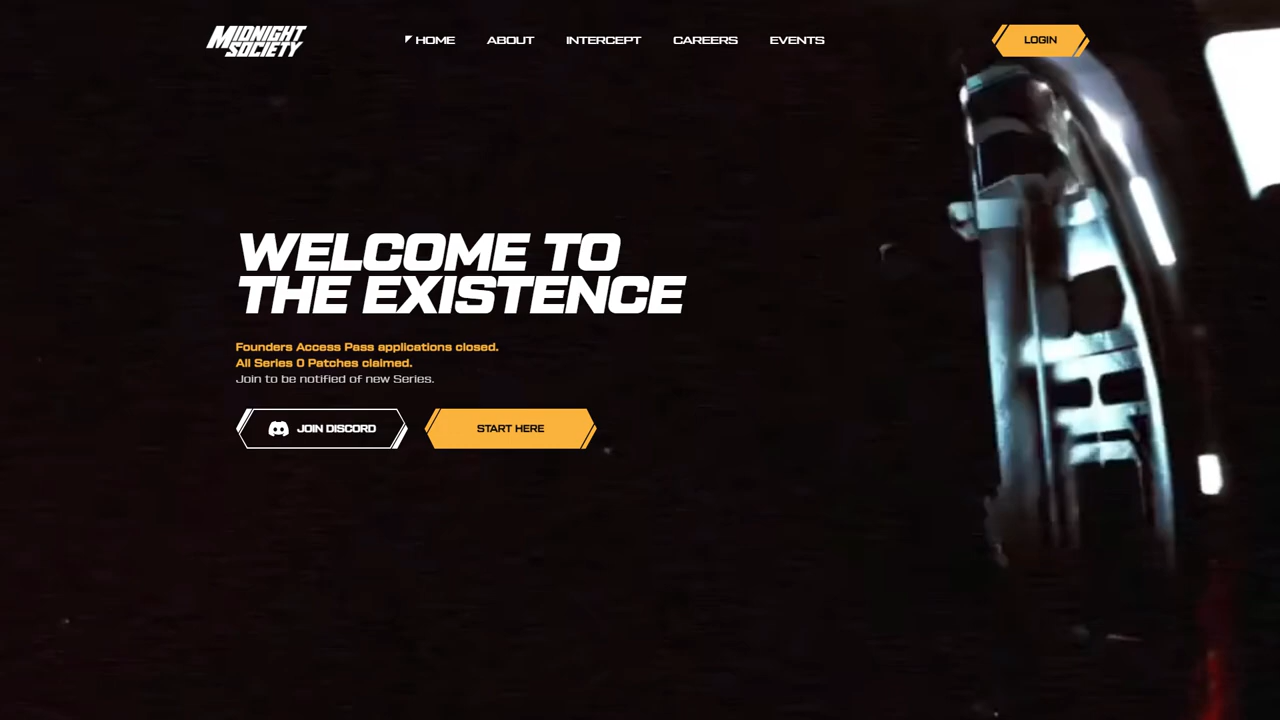 MIDNIGHT
SOCIETY
HOME
ABOUT
INTERCEPT
CAREERS
EVENTS
LOGIN
WELCOME TO
THE EXISTENCE
Founders Access Pass applications closed.
All Series 0 Patches claimed.
Join to be notified of new Series.
JOIN DISCORD
START HERE